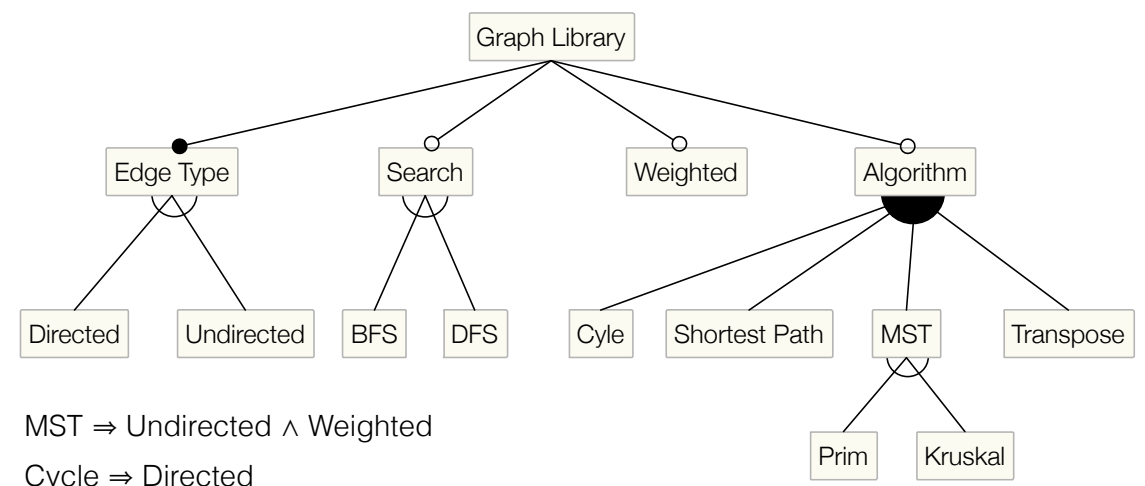 Graph Library
Edge Type Search Weighted Algorithm
Directed Undirected BFS DFS Cyle Shortest Path MST Transpose
MST ⇒ Undirected ∧ Weighted
Prim Kruskal
Cycle ⇒ Directed